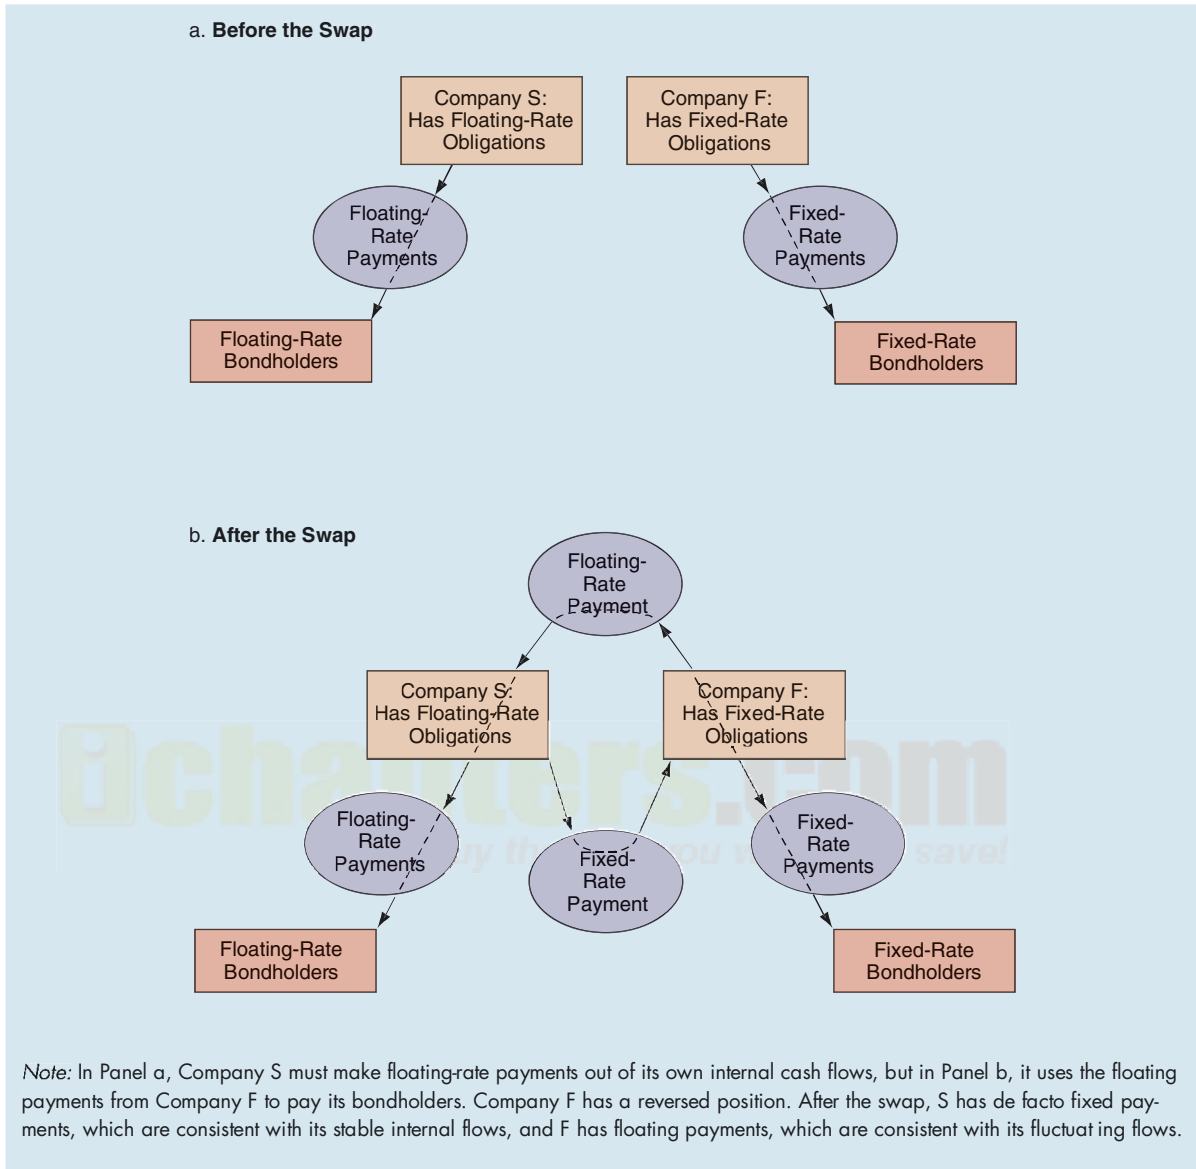 a. Before the Swap
Company S:
Has Floating-Rate
Obligations
Company F:
Has Fixed-Rate
Obligations
Floating-
Rate
Payments
Fixed-
Rate
Payments
Floating-Rate
Bondholders
Fixed-Rate
Bondholders
b. After the Swap
Floating-
Rate
Payment
Company S:
Has Floating-Rate
Obligations
Company F:
Has Fixed-Rate
Obligations
Floating-
Rate
Payments
Fixed-
Rate
Payment
Fixed-
Rate
Payments
Floating-Rate
Bondholders
Fixed-Rate
Bondholders
ichapters.com
save!
Note: In Panel a, Company S must make floating-rate payments out of its own internal cash flows, but in Panel b, it uses the floating
payments from Company F to pay its bondholders. Company F has a reversed position. After the swap, S has de facto fixed pay-
ments, which are consistent with its stable internal flows, and F has floating payments, which are consistent with its fluctuat ing flows.